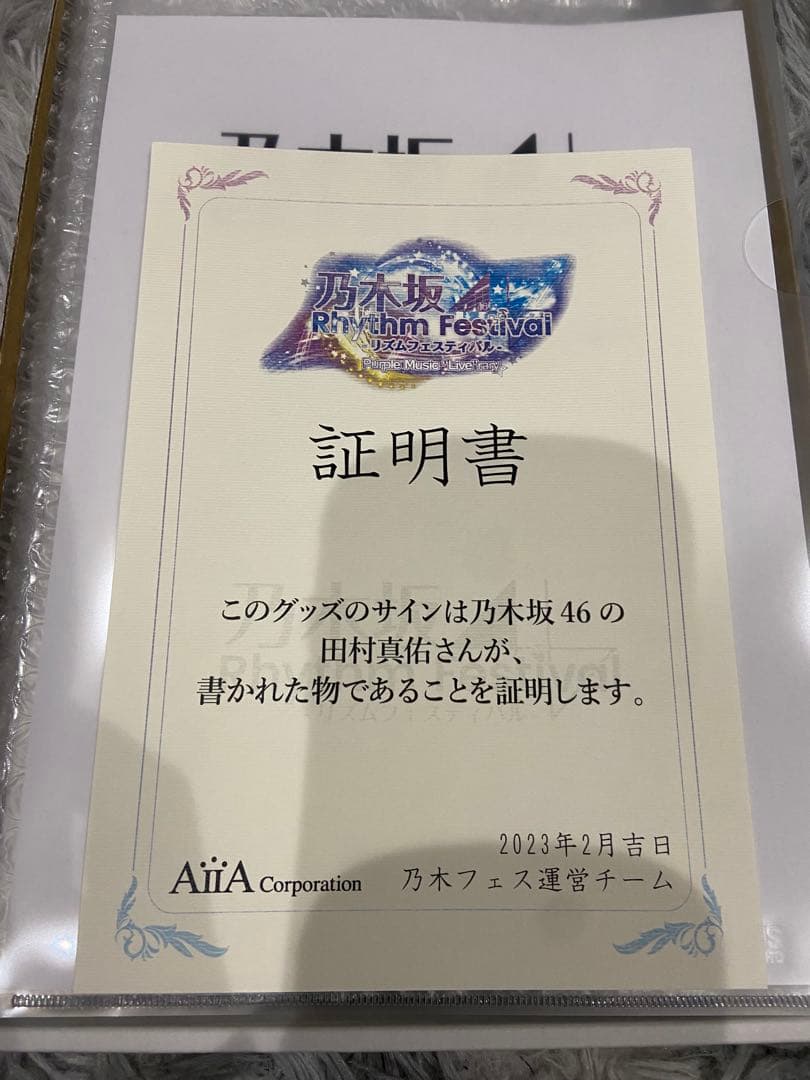 乃木坂46
Rhythm Festival
-リズムフェスティバル-
Purple Music "Live"rary
証明書
このグッズのサインは乃木坂46の
田村真佑さんが、
書かれた物であることを証明します。
2023年2月吉日
AiiA Corporation 乃木フェス運営チーム